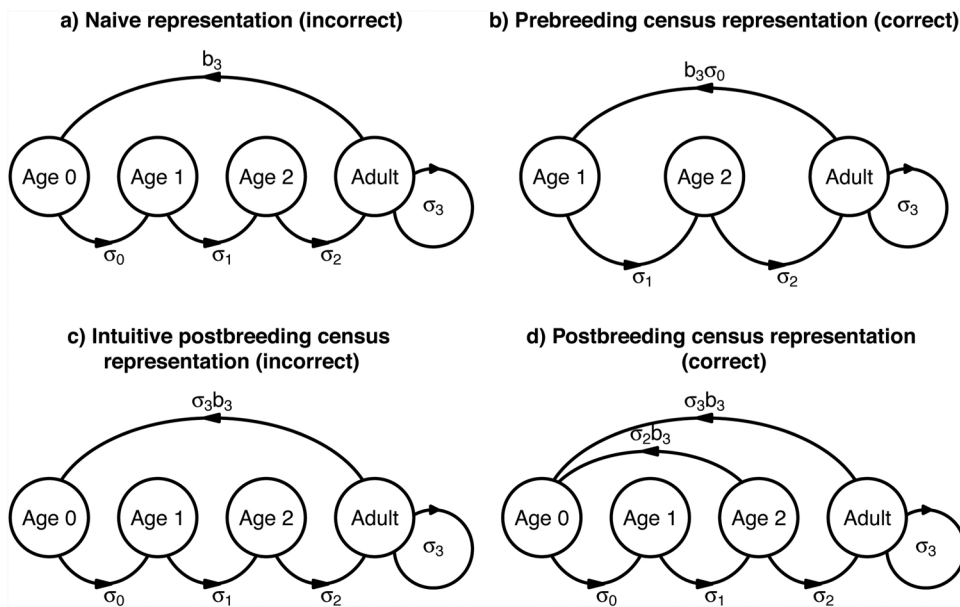 a) Naive representation (incorrect)
b₃
Age 0
Age 1
Age 2
Adult
σ₃
σ₀
σ₁
σ₂
b) Prebreeding census representation (correct)
b₃σ₀
Age 1
Age 2
Adult
σ₃
σ₁
σ₂
c) Intuitive postbreeding census
representation (incorrect)
σ₃b₃
Age 0
Age 1
Age 2
Adult
σ₃
σ₀
σ₁
σ₂
d) Postbreeding census representation
(correct)
σ₃b₃
σ₂b₃
Age 0
Age 1
Age 2
Adult
σ₃
σ₀
σ₁
σ₂